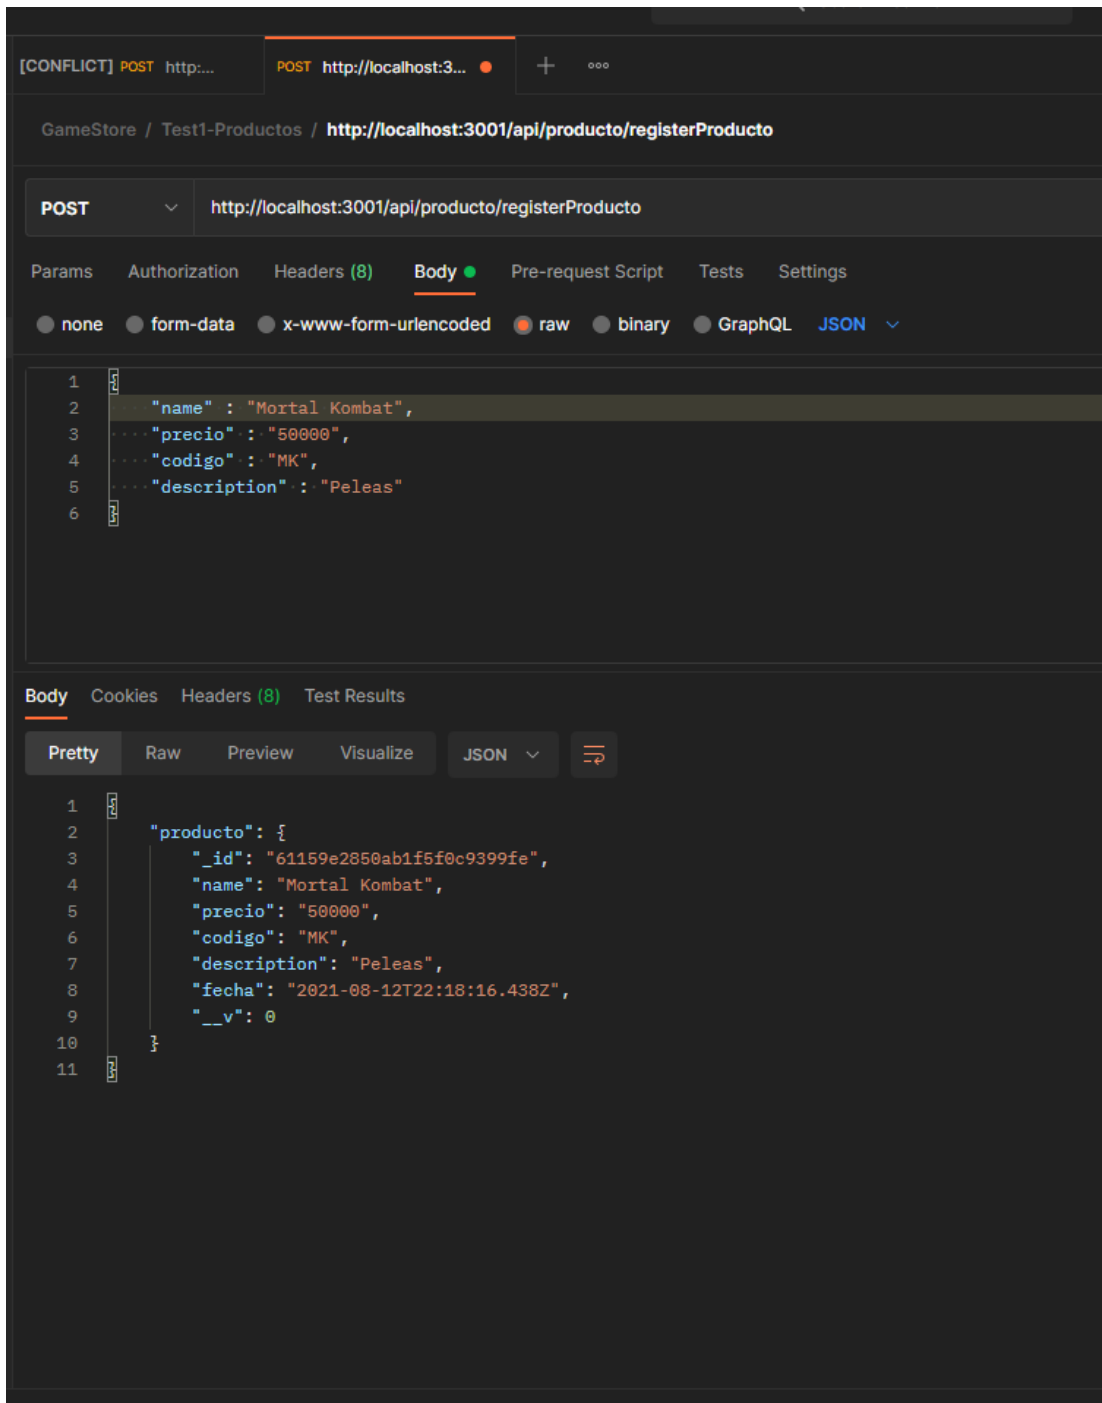 [CONFLICT] POST http:...
POST http://localhost:3...
GameStore / Test1-Productos / http://localhost:3001/api/producto/registerProducto
POST http://localhost:3001/api/producto/registerProducto
Params Authorization Headers (8) Body Pre-request Script Tests Settings
none form-data x-www-form-urlencoded raw binary GraphQL JSON
1 {
2 "name" : "Mortal Kombat",
3 "precio" : "50000",
4 "codigo" : "MK",
5 "description" : "Peleas"
6 }
Body Cookies Headers (8) Test Results
Pretty Raw Preview Visualize JSON
1 {
2 "producto": {
3 "_id": "61159e2850ab1f5f0c9399fe",
4 "name": "Mortal Kombat",
5 "precio": "50000",
6 "codigo": "MK",
7 "description": "Peleas",
8 "fecha": "2021-08-12T22:18:16.438Z",
9 "__v": 0
10 }
11 }